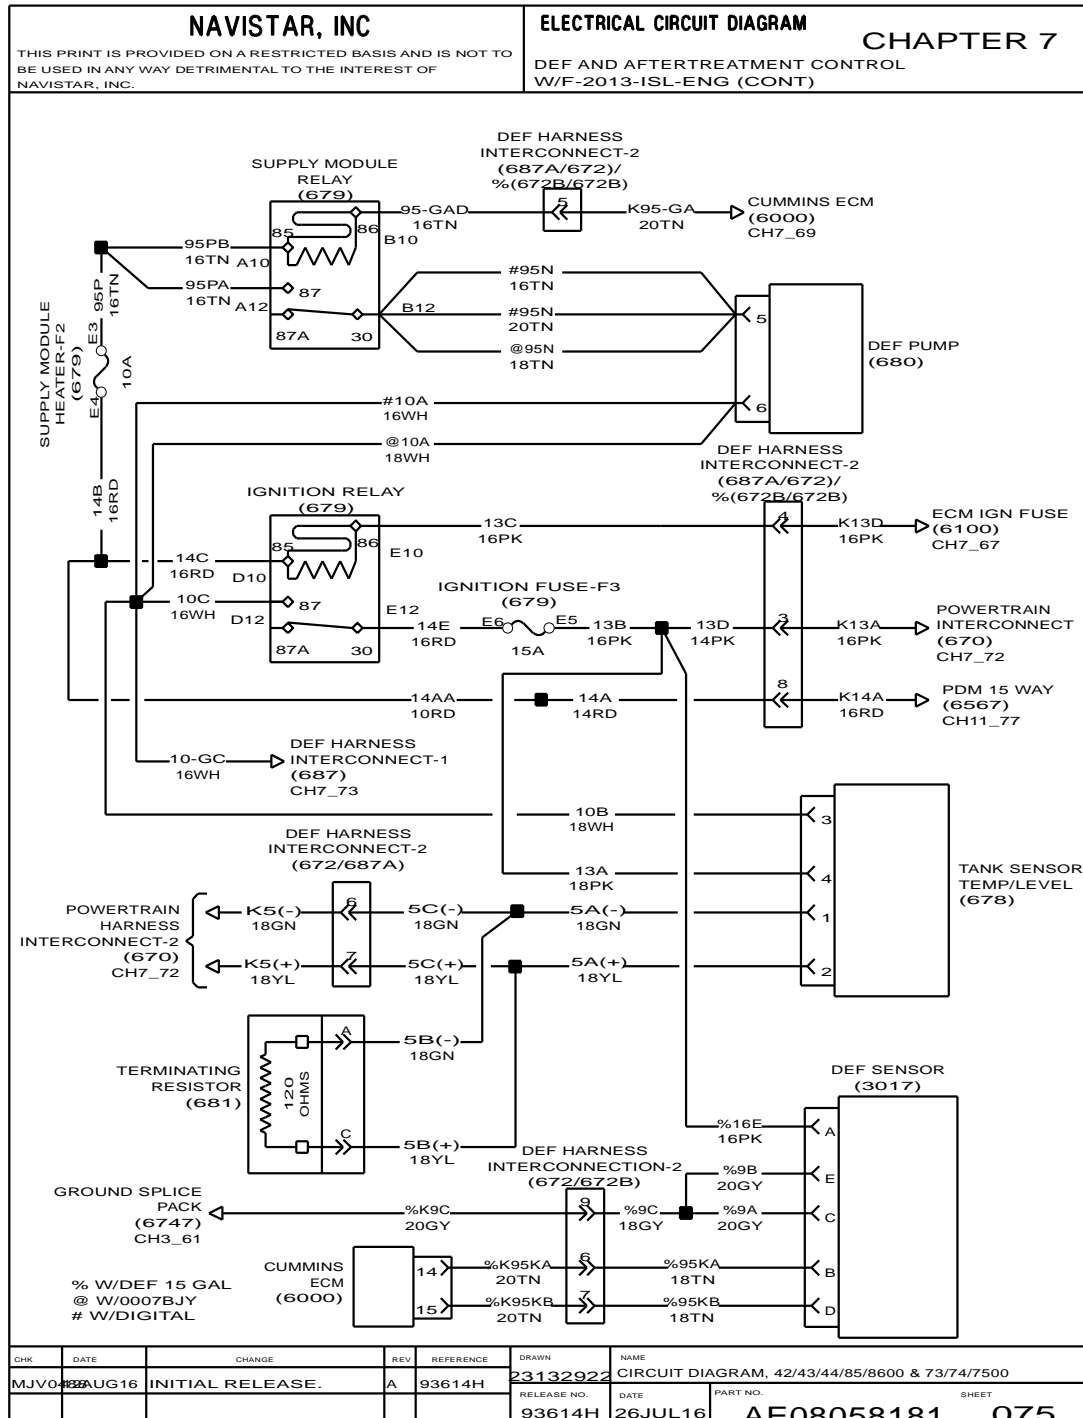 NAVISTAR, INC
THIS PRINT IS PROVIDED ON A RESTRICTED BASIS AND IS NOT TO
BE USED IN ANY WAY DETRIMENTAL TO THE INTEREST OF
NAVISTAR, INC.
ELECTRICAL CIRCUIT DIAGRAM
CHAPTER 7
DEF AND AFTERTREATMENT CONTROL
W/F-2013-ISL-ENG (CONT)
DEF HARNESS
INTERCONNECT-2
(687A/672)/
%(672B/672B)
5
SUPPLY MODULE
RELAY
(679)
85
86
87
87A
30
95-GAD
16TN
B10
K95-GA
20TN
CUMMINS ECM
(6000)
CH7_69
95PB
16TN
A10
95PA
16TN
A12
B12
#95N
16TN
#95N
20TN
@95N
18TN
5
6
DEF PUMP
(680)
SUPPLY MODULE
HEATER-F2
(679)
95P
16TN
E3
E4
10A
14B
16RD
#10A
16WH
@10A
18WH
DEF HARNESS
INTERCONNECT-2
(687A/672)/
%(672B/672B)
4
3
8
IGNITION RELAY
(679)
85
86
87
87A
30
13C
16PK
E10
K13D
16PK
ECM IGN FUSE
(6100)
CH7_67
14C
16RD
D10
10C
16WH
D12
E12
14E
16RD
IGNITION FUSE-F3
(679)
E6
E5
15A
13B
16PK
13D
14PK
K13A
16PK
POWERTRAIN
INTERCONNECT
(670)
CH7_72
14AA
10RD
14A
14RD
K14A
16RD
PDM 15 WAY
(6567)
CH11_77
10-GC
16WH
DEF HARNESS
INTERCONNECT-1
(687)
CH7_73
10B
18WH
3
13A
18PK
4
1
2
TANK SENSOR
TEMP/LEVEL
(678)
DEF HARNESS
INTERCONNECT-2
(672/687A)
6
7
POWERTRAIN
HARNESS
INTERCONNECT-2
(670)
CH7_72
K5(-)
18GN
5C(-)
18GN
5A(-)
18GN
K5(+)
18YL
5C(+)
18YL
5A(+)
18YL
TERMINATING
RESISTOR
(681)
120
OHMS
A
C
5B(-)
18GN
5B(+)
18YL
DEF SENSOR
(3017)
%16E
16PK
A
%9B
20GY
E
%9A
20GY
C
B
D
DEF HARNESS
INTERCONNECTION-2
(672/672B)
9
6
7
GROUND SPLICE
PACK
(6747)
CH3_61
%K9C
20GY
%9C
18GY
CUMMINS
ECM
(6000)
14
15
%K95KA
20TN
%95KA
18TN
%K95KB
20TN
%95KB
18TN
% W/DEF 15 GAL
@ W/0007BJY
# W/DIGITAL
CHK DATE CHANGE REV REFERENCE
INITIAL RELEASE. A 93614H
DRAWN
23132922
NAME
CIRCUIT DIAGRAM, 42/43/44/85/8600 & 73/74/7500
RELEASE NO.
93614H
DATE
26JUL16
PART NO.
AE08058181
SHEET
075